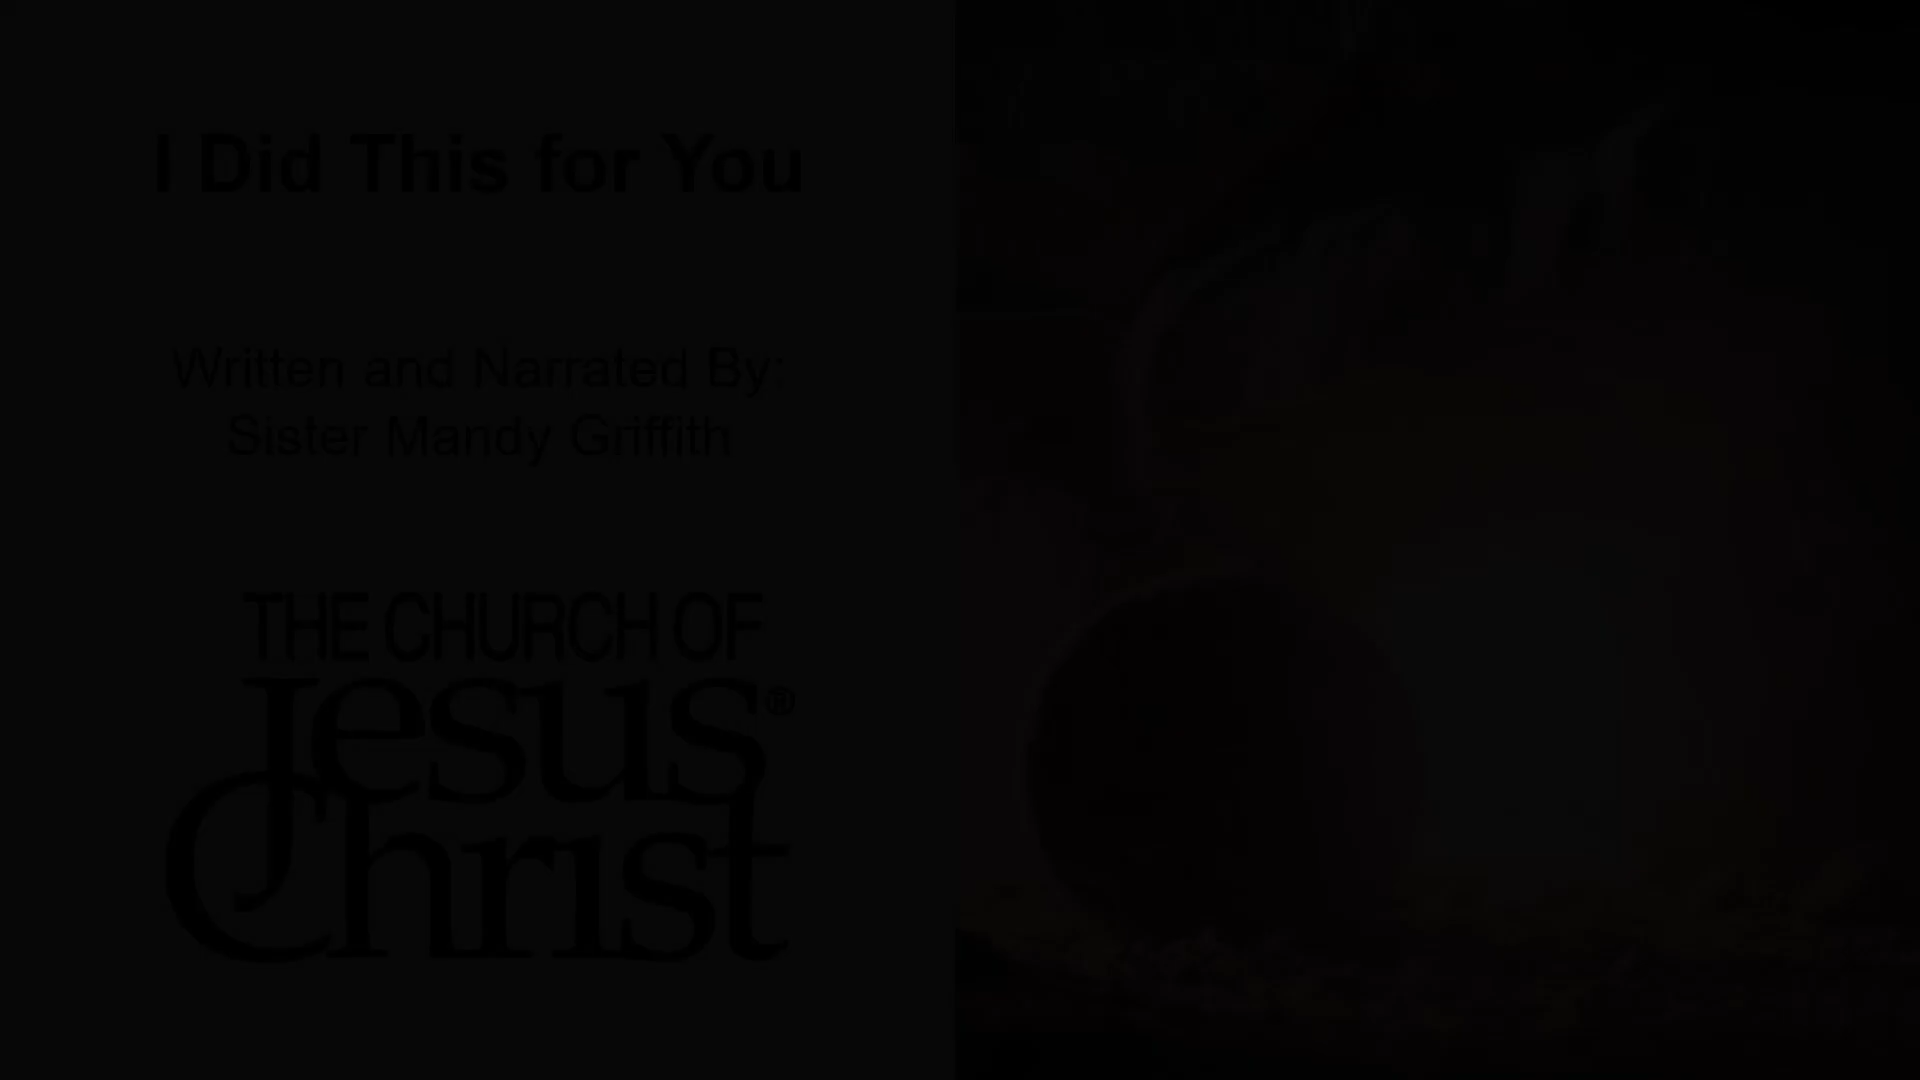 I Did This for You
Written and Narrated By:
Sister Mandy Griffith
THE CHURCH OF
Jesus®
Christ